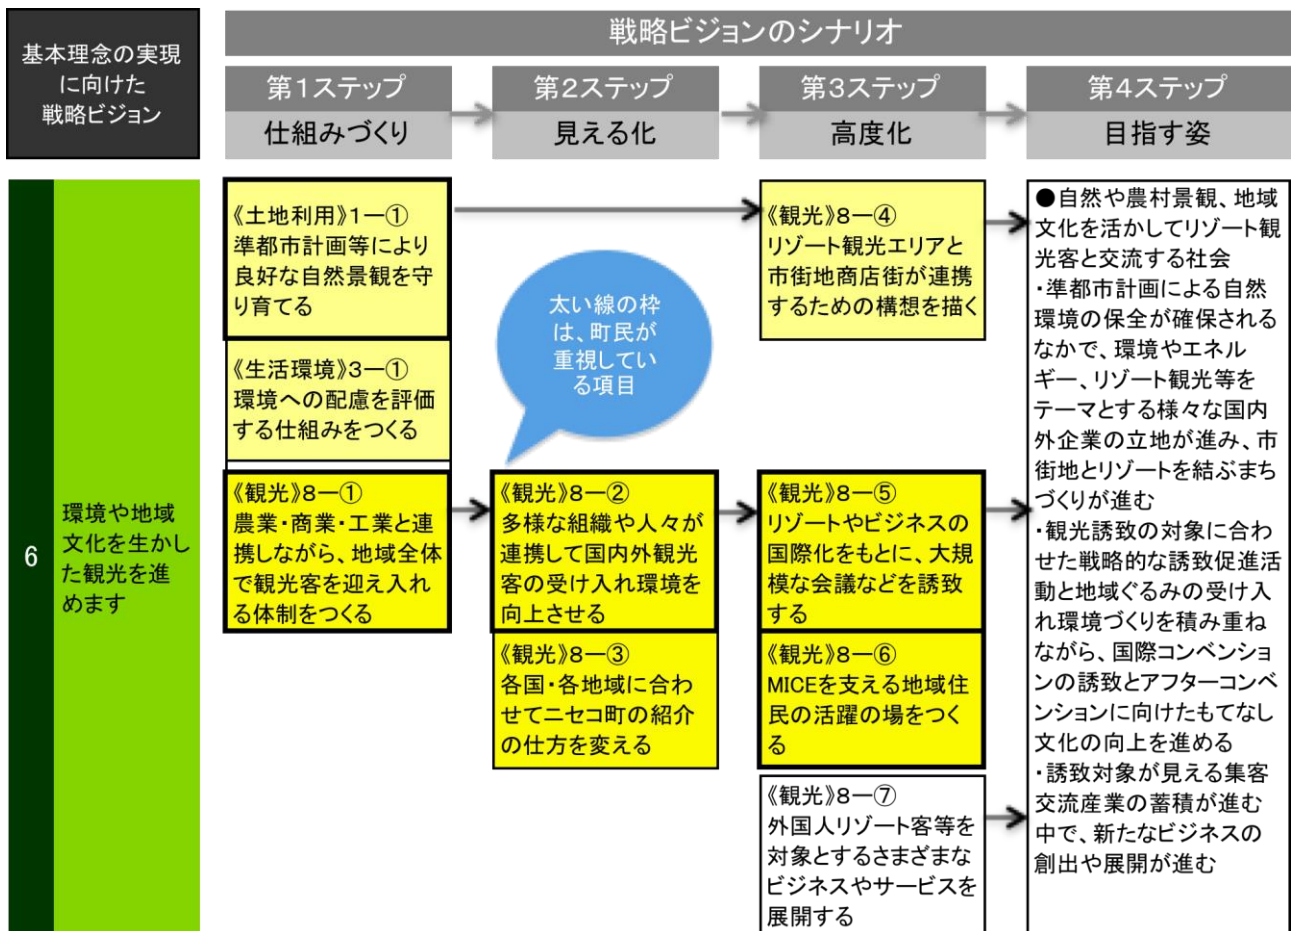 基本理念の実現
に向けた
戦略ビジョン
戦略ビジョンのシナリオ
第1ステップ
仕組みづくり
第2ステップ
見える化
第3ステップ
高度化
第4ステップ
目指す姿
6
環境や地域
文化を生かし
た観光を進
めます
《土地利用》1―①
準都市計画等により
良好な自然景観を守
り育てる
《生活環境》3―①
環境への配慮を評価
する仕組みをつくる
《観光》8―①
農業・商業・工業と連
携しながら、地域全体
で観光客を迎え入れ
る体制をつくる
太い線の枠
は、町民が
重視してい
る項目
《観光》8―②
多様な組織や人々が
連携して国内外観光
客の受け入れ環境を
向上させる
《観光》8―③
各国・各地域に合わ
せてニセコ町の紹介
の仕方を変える
《観光》8―④
リゾート観光エリアと
市街地商店街が連携
するための構想を描く
《観光》8―⑤
リゾートやビジネスの
国際化をもとに、大規
模な会議などを誘致
する
《観光》8―⑥
MICEを支える地域住
民の活躍の場をつく
る
《観光》8―⑦
外国人リゾート客等を
対象とするさまざまな
ビジネスやサービスを
展開する
●自然や農村景観、地域
文化を活かしてリゾート観
光客と交流する社会
・準都市計画による自然
環境の保全が確保される
なかで、環境やエネル
ギー、リゾート観光等を
テーマとする様々な国内
外企業の立地が進み、市
街地とリゾートを結ぶまち
づくりが進む
・観光誘致の対象に合わ
せた戦略的な誘致促進活
動と地域ぐるみの受け入
れ環境づくりを積み重ね
ながら、国際コンベンショ
ンの誘致とアフターコンベ
ンションに向けたもてなし
文化の向上を進める
・誘致対象が見える集客
交流産業の蓄積が進む
中で、新たなビジネスの
創出や展開が進む